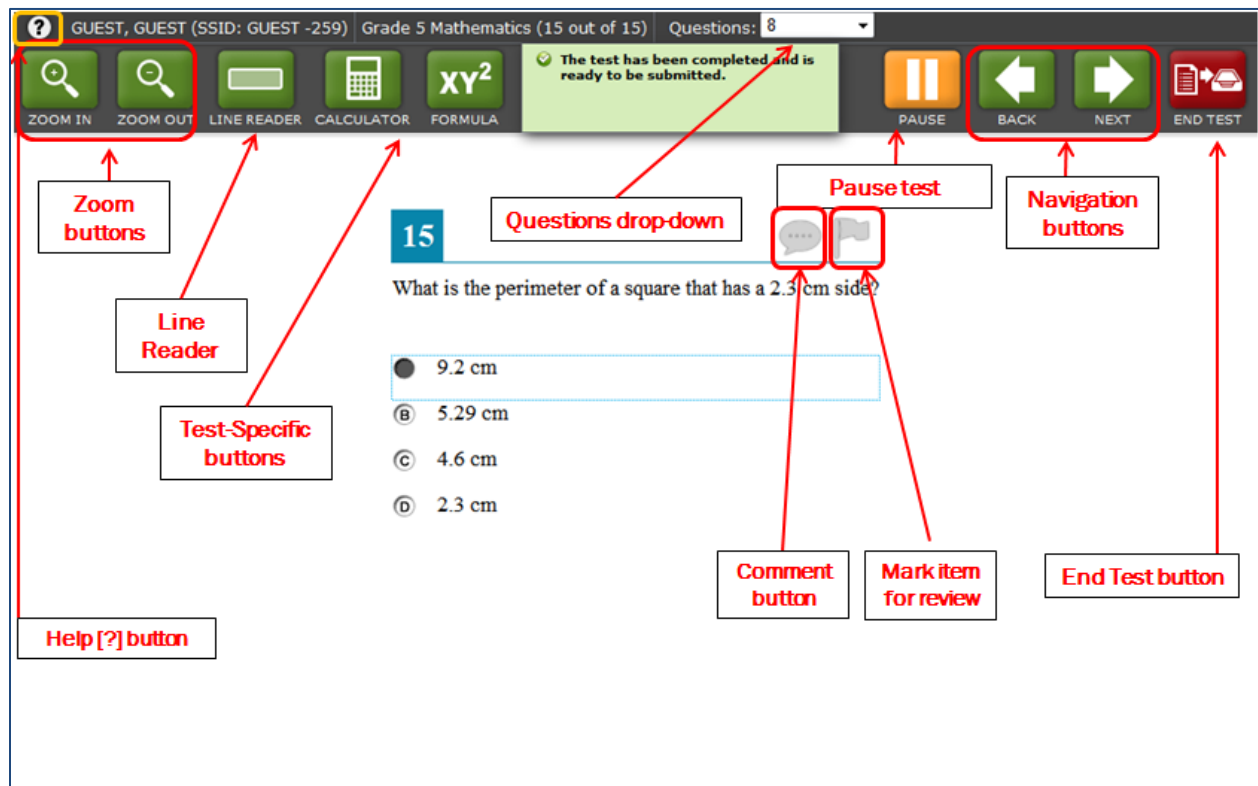 ? GUEST, GUEST (SSID: GUEST -259) Grade 5 Mathematics (15 out of 15) Questions: 8
The test has been completed and is
ready to be submitted.
XY²
ZOOM IN ZOOM OUT LINE READER CALCULATOR FORMULA PAUSE BACK NEXT END TEST
Zoom
buttons
Questions drop-down
Pause test
Navigation
buttons
15
What is the perimeter of a square that has a 2.3 cm side?
Line
Reader
9.2 cm
B 5.29 cm
C 4.6 cm
D 2.3 cm
Test-Specific
buttons
Comment
button
Mark item
for review
End Test button
Help [?] button